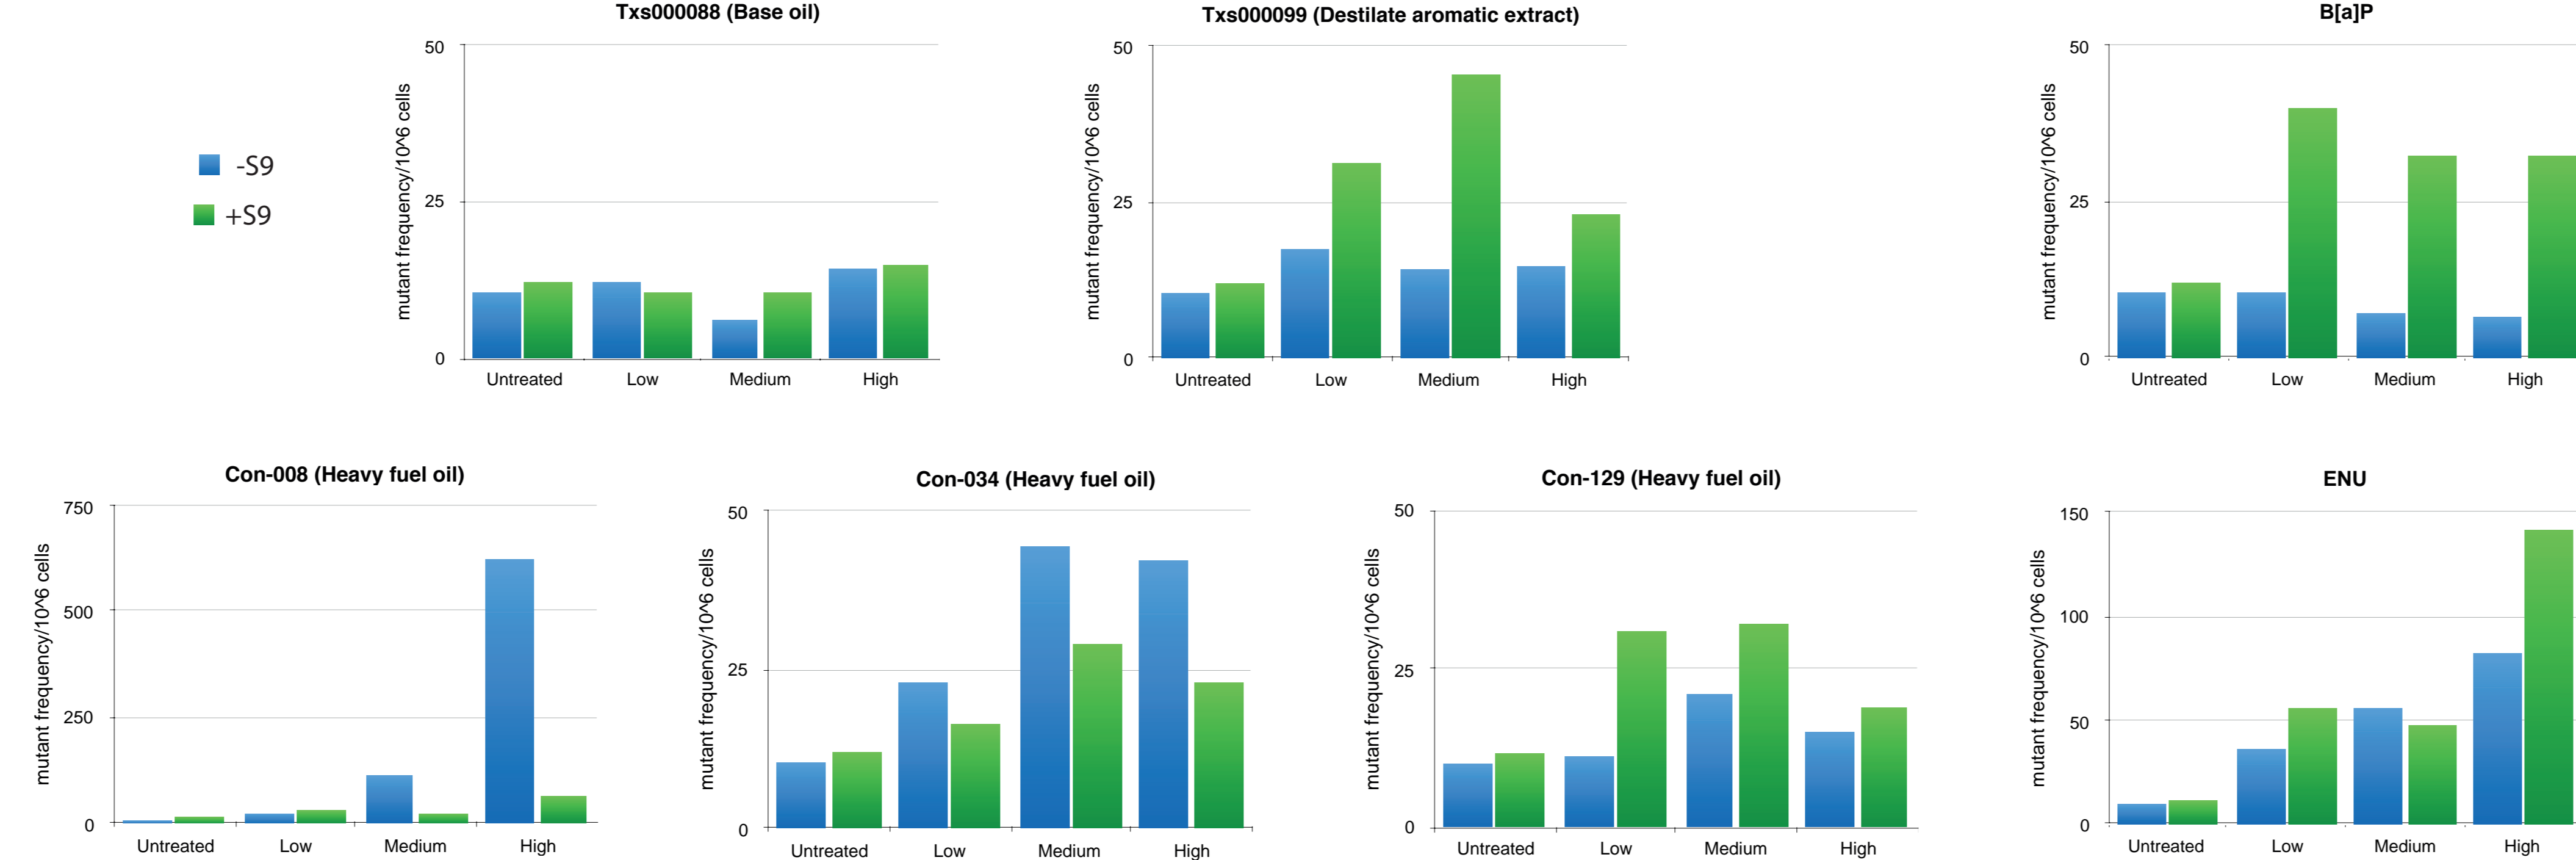 Txs000088 (Base oil)
50
25
0
mutant frequency/10^6 cells
Untreated Low Medium High
Txs000099 (Destilate aromatic extract)
50
25
0
mutant frequency/10^6 cells
Untreated Low Medium High
B[a]P
50
25
0
mutant frequency/10^6 cells
Untreated Low Medium High
-S9
+S9
Con-008 (Heavy fuel oil)
750
500
250
0
mutant frequency/10^6 cells
Untreated Low Medium High
Con-034 (Heavy fuel oil)
50
25
0
mutant frequency/10^6 cells
Untreated Low Medium High
Con-129 (Heavy fuel oil)
50
25
0
mutant frequency/10^6 cells
Untreated Low Medium High
ENU
150
100
50
0
mutant frequency/10^6 cells
Untreated Low Medium High